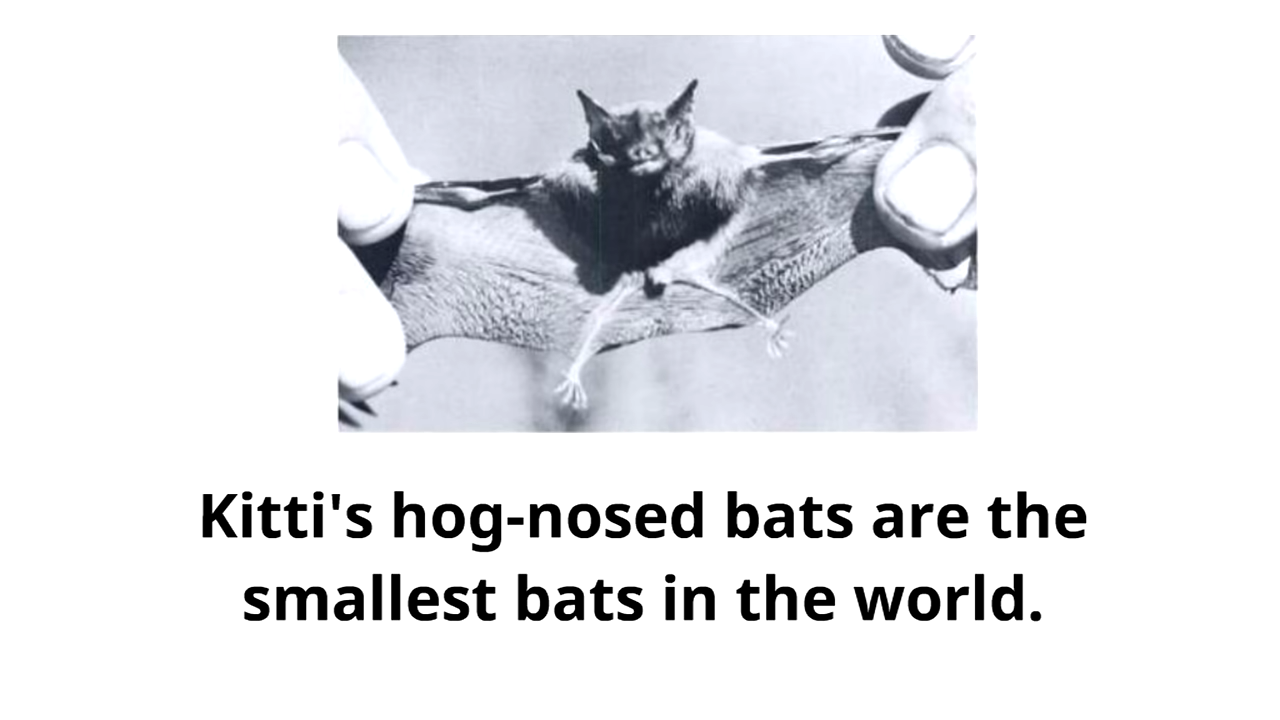 Kitti's hog-nosed bats are the
smallest bats in the world.